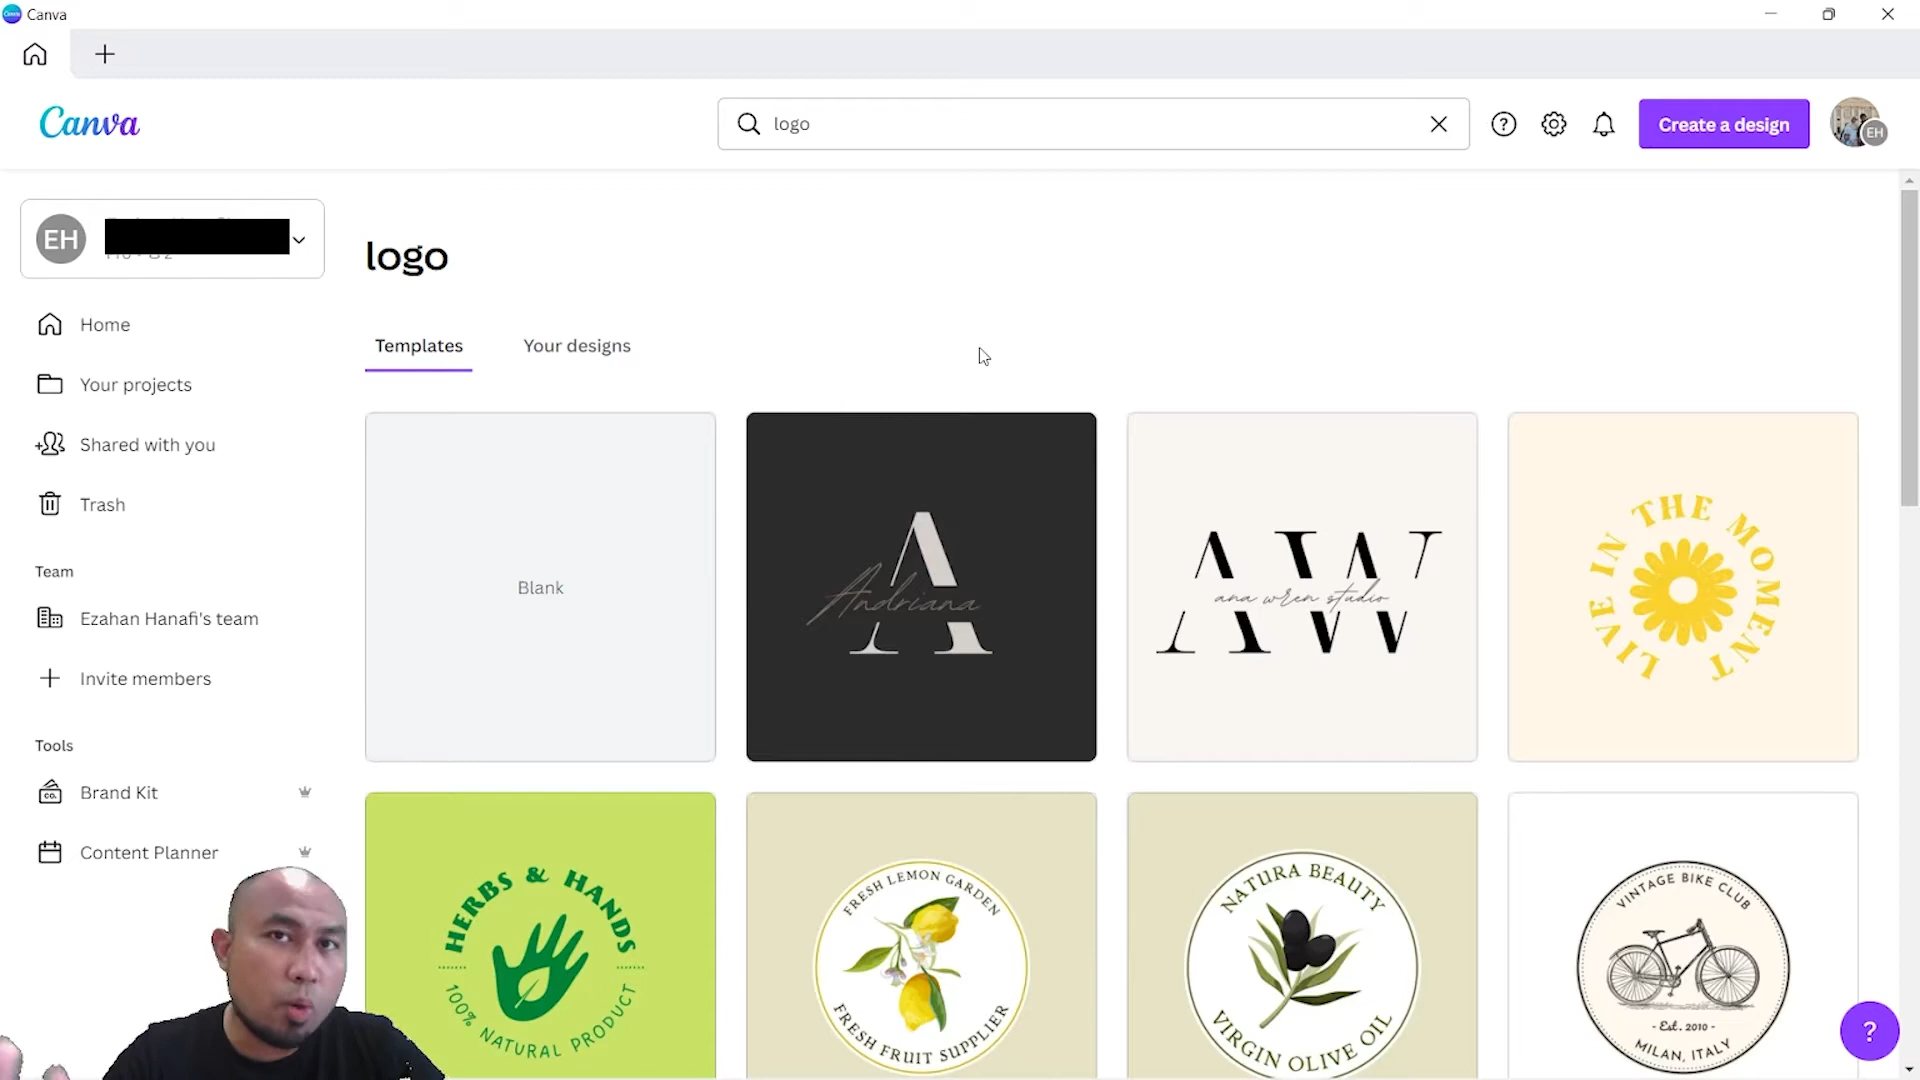 Canva
Canva
logo
Create a design
EH
EH
logo
Home
Templates
Your designs
Your projects
Shared with you
Trash
Team
Ezahan Hanafi's team
Invite members
Tools
Brand Kit
CO.
Content Planner
Blank
A
Andriana
AW
ana wren studio
AW
LIVE IN THE MOMENT
HERBS & HANDS
100% NATURAL PRODUCT
FRESH LEMON GARDEN
FRESH FRUIT SUPPLIER
NATURA BEAUTY
VIRGIN OLIVE OIL
VINTAGE BIKE CLUB
- Est. 2010 -
MILAN, ITALY
?